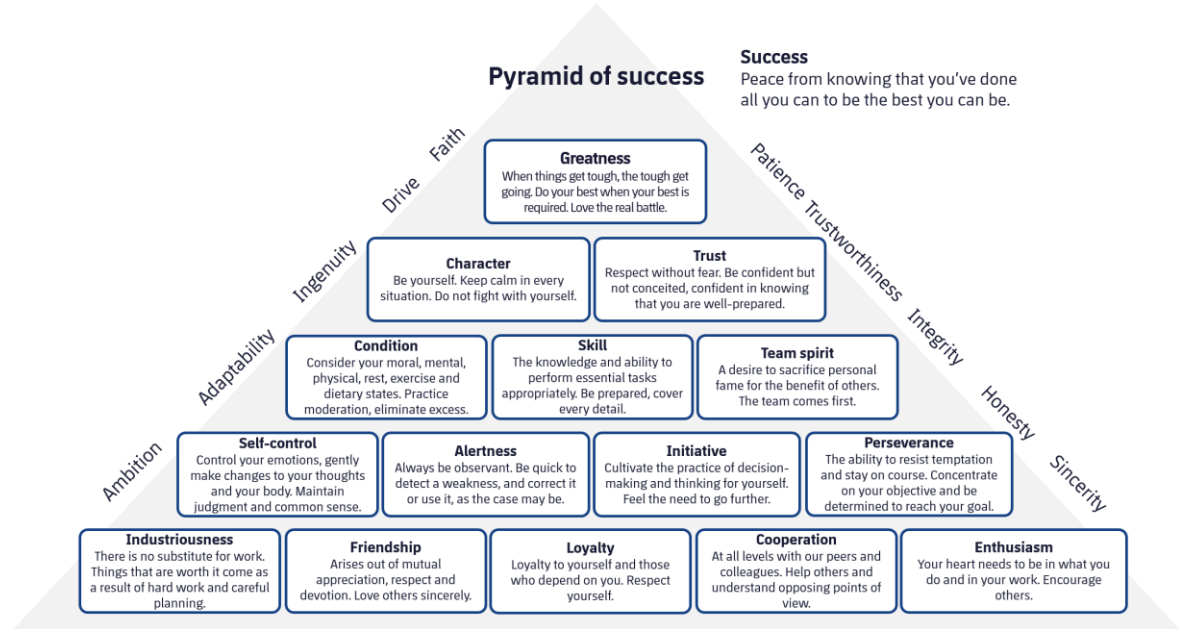 Pyramid of success
Success
Peace from knowing that you've done
all you can to be the best you can be.
Faith
Drive
Ingenuity
Adaptability
Ambition
Patience
Trustworthiness
Integrity
Honesty
Sincerity
Greatness
When things get tough, the tough get
going. Do your best when your best is
required. Love the real battle.
Character
Be yourself. Keep calm in every
situation. Do not fight with yourself.
Trust
Respect without fear. Be confident but
not conceited, confident in knowing
that you are well-prepared.
Condition
Consider your moral, mental,
physical, rest, exercise and
dietary states. Practice
moderation, eliminate excess.
Skill
The knowledge and ability to
perform essential tasks
appropriately. Be prepared, cover
every detail.
Team spirit
A desire to sacrifice personal
fame for the benefit of others.
The team comes first.
Self-control
Control your emotions, gently
make changes to your thoughts
and your body. Maintain
judgment and common sense.
Alertness
Always be observant. Be quick to
detect a weakness, and correct it
or use it, as the case may be.
Initiative
Cultivate the practice of decision-
making and thinking for yourself.
Feel the need to go further.
Perseverance
The ability to resist temptation
and stay on course. Concentrate
on your objective and be
determined to reach your goal.
Industriousness
There is no substitute for work.
Things that are worth it come as
a result of hard work and careful
planning.
Friendship
Arises out of mutual
appreciation, respect and
devotion. Love others sincerely.
Loyalty
Loyalty to yourself and those
who depend on you. Respect
yourself.
Cooperation
At all levels with our peers and
colleagues. Help others and
understand opposing points of
view.
Enthusiasm
Your heart needs to be in what you
do and in your work. Encourage
others.